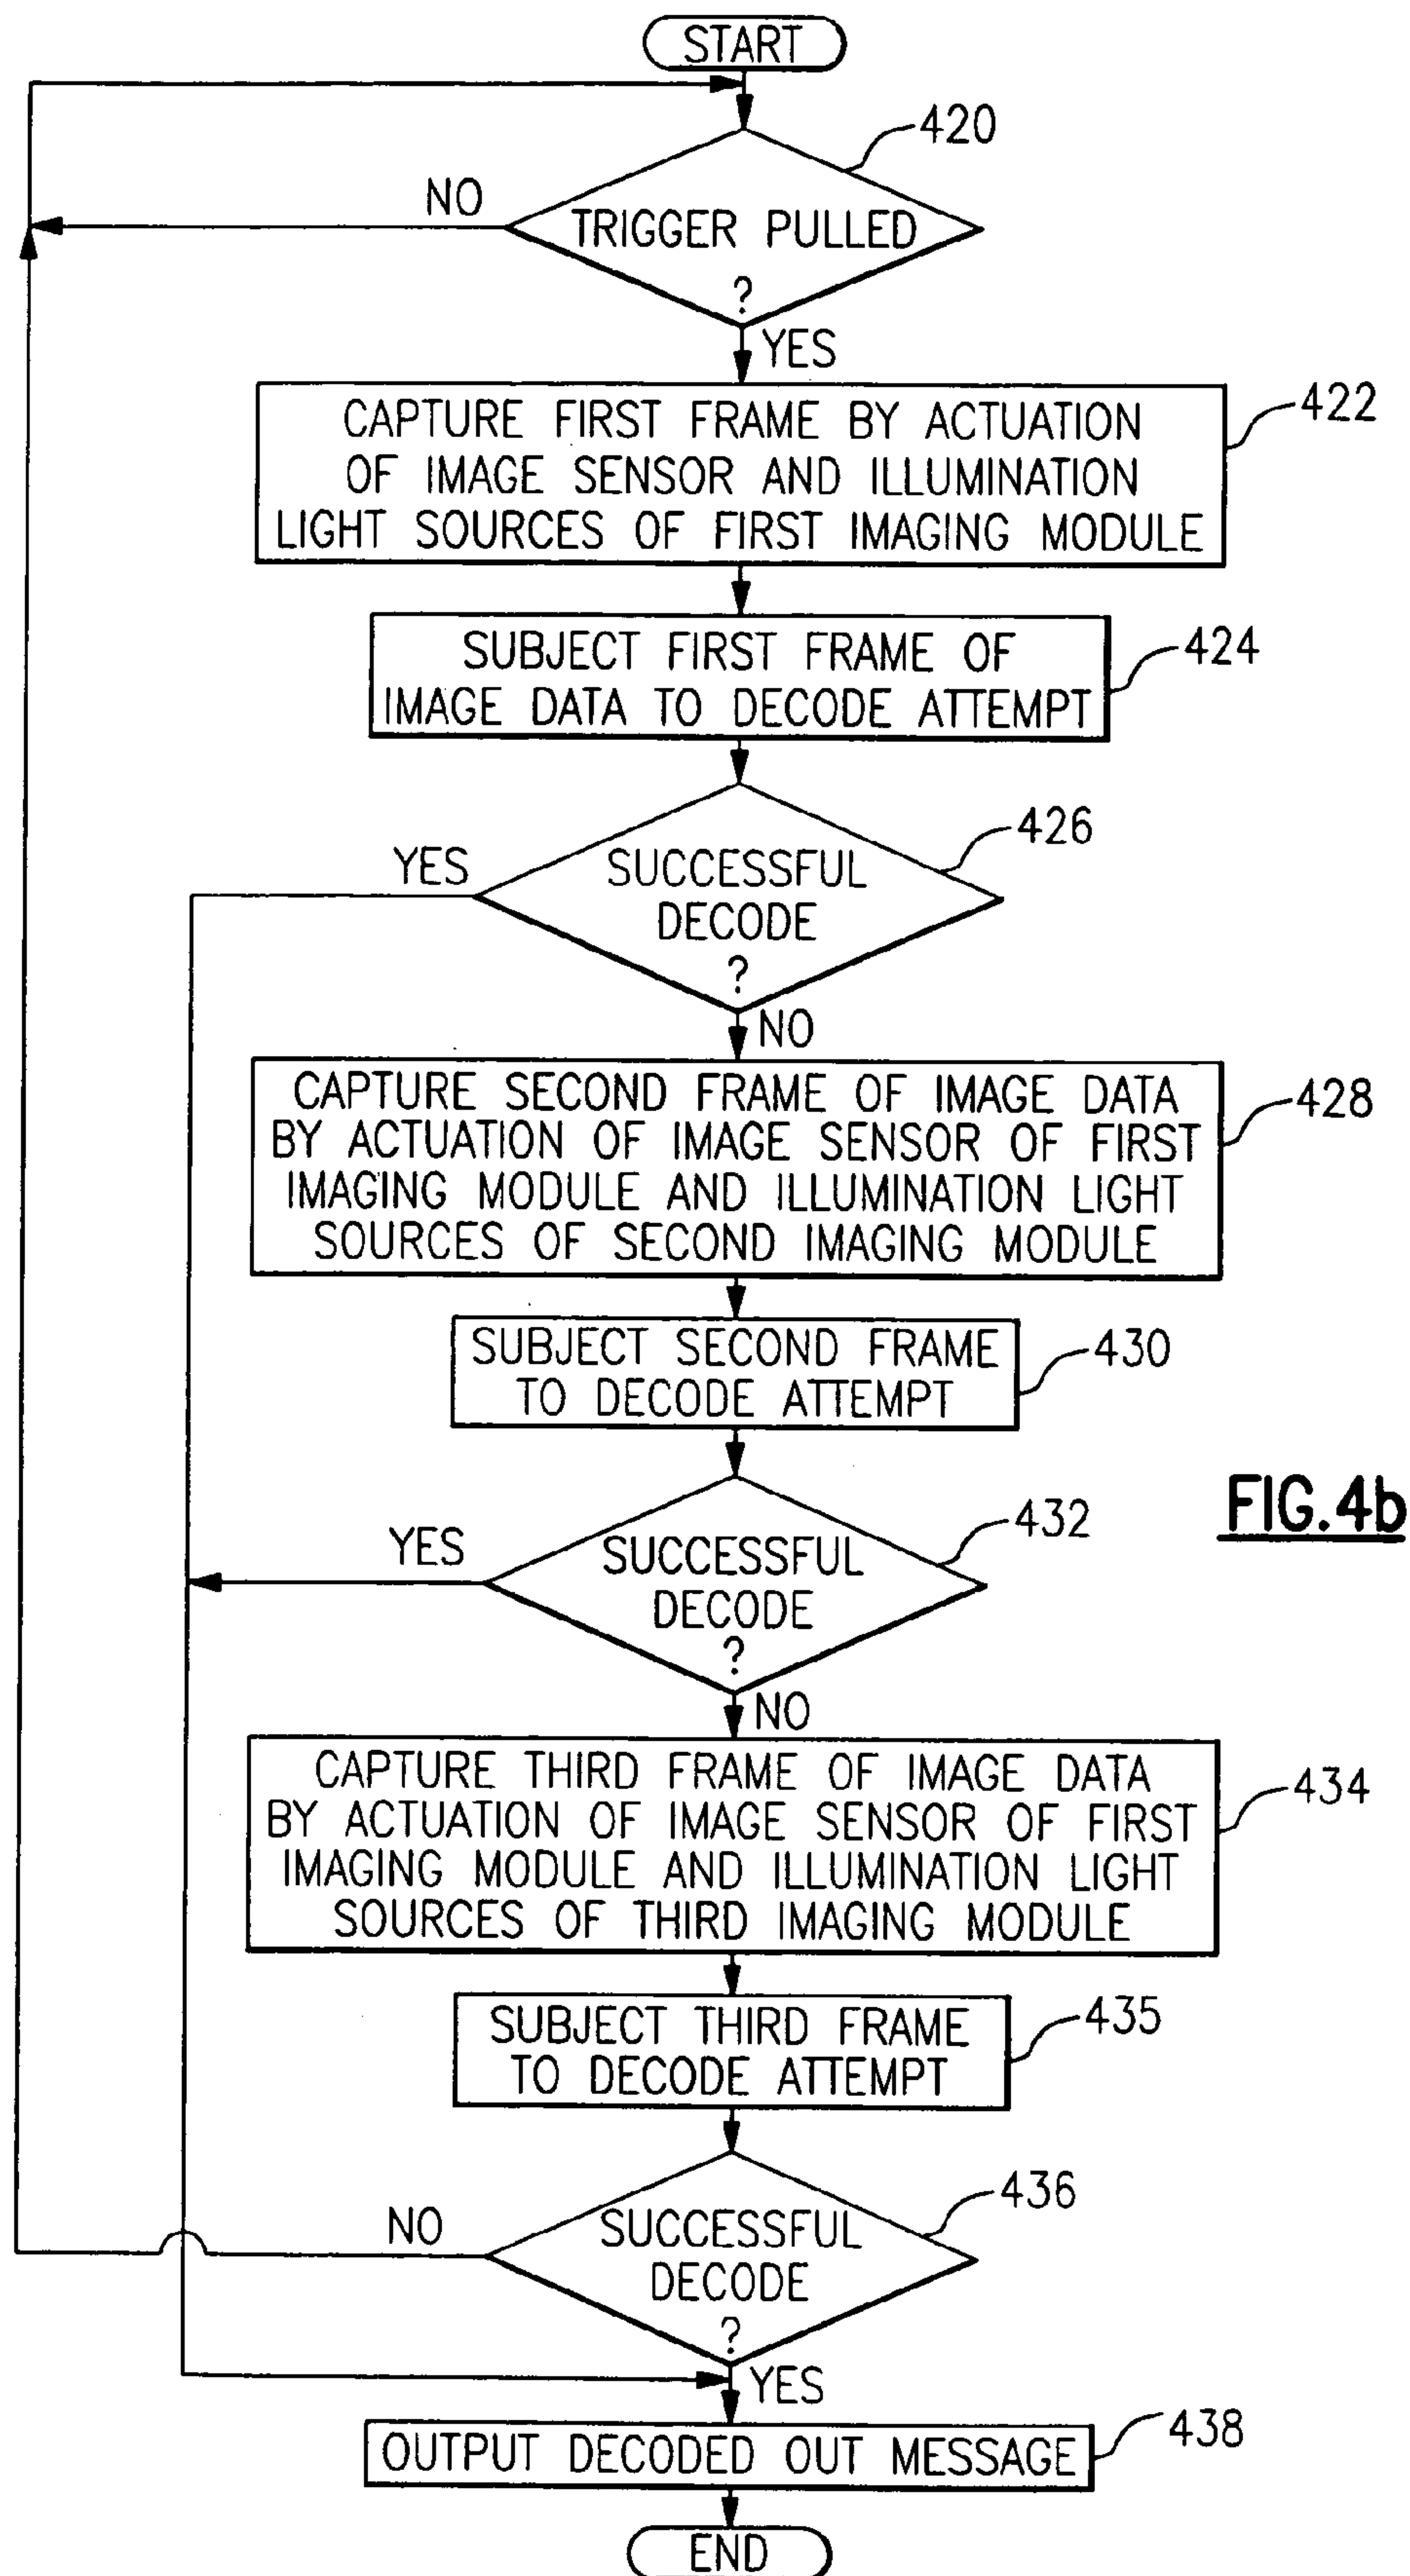 START
420
NO
TRIGGER PULLED
?
YES
422
CAPTURE FIRST FRAME BY ACTUATION
OF IMAGE SENSOR AND ILLUMINATION
LIGHT SOURCES OF FIRST IMAGING MODULE
424
SUBJECT FIRST FRAME OF
IMAGE DATA TO DECODE ATTEMPT
426
YES
SUCCESSFUL
DECODE
?
NO
428
CAPTURE SECOND FRAME OF IMAGE DATA
BY ACTUATION OF IMAGE SENSOR OF FIRST
IMAGING MODULE AND ILLUMINATION LIGHT
SOURCES OF SECOND IMAGING MODULE
430
SUBJECT SECOND FRAME
TO DECODE ATTEMPT
FIG.4b
432
YES
SUCCESSFUL
DECODE
?
NO
434
CAPTURE THIRD FRAME OF IMAGE DATA
BY ACTUATION OF IMAGE SENSOR OF FIRST
IMAGING MODULE AND ILLUMINATION LIGHT
SOURCES OF THIRD IMAGING MODULE
435
SUBJECT THIRD FRAME
TO DECODE ATTEMPT
436
NO
SUCCESSFUL
DECODE
?
YES
438
OUTPUT DECODED OUT MESSAGE
END